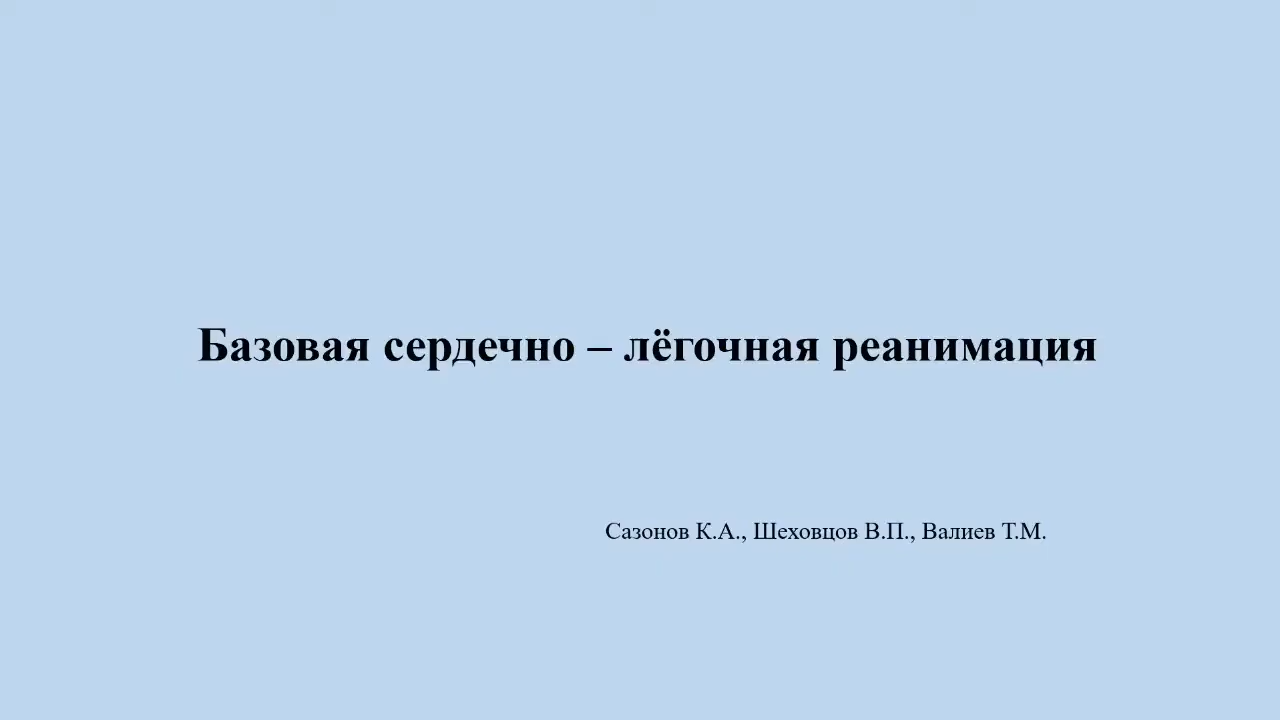 Базовая сердечно – лёгочная реанимация
Сазонов К.А., Шеховцов В.П., Валиев Т.М.